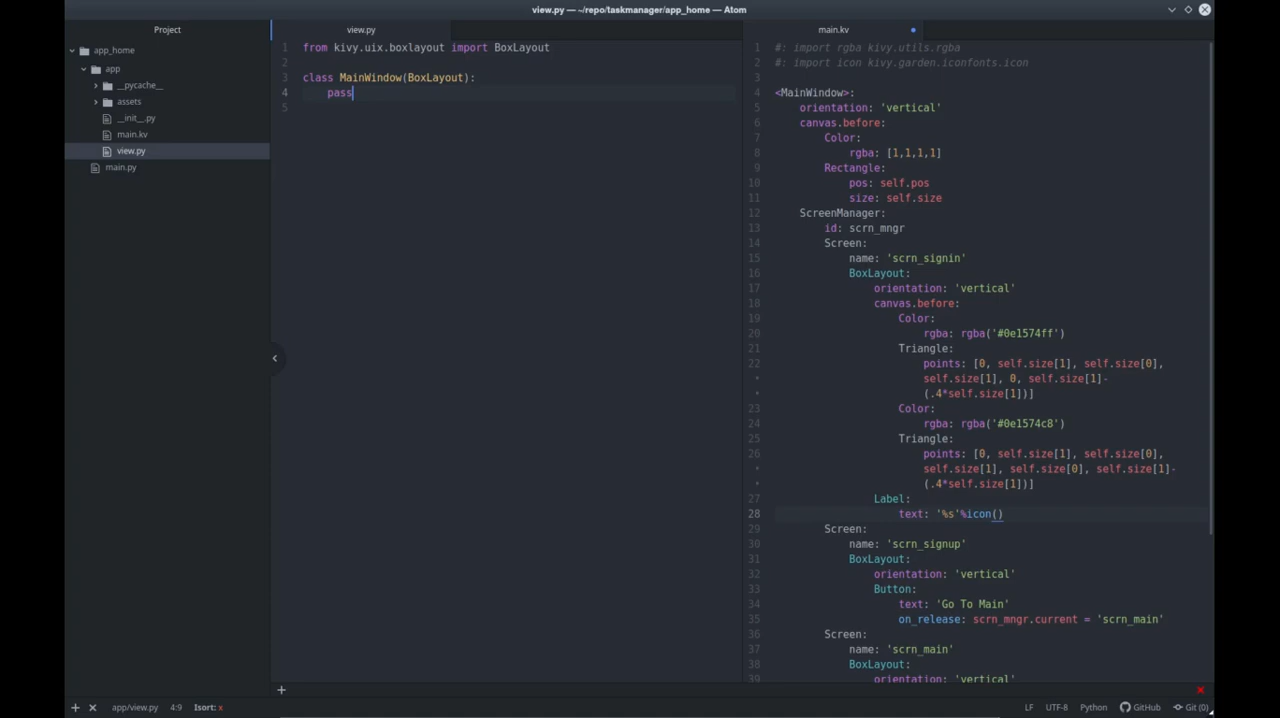 view.py — ~/repo/taskmanager/app_home — Atom
Project
app_home
app
__pycache__
assets
__init__.py
main.kv
view.py
main.py
view.py
1 from kivy.uix.boxlayout import BoxLayout
2
3 class MainWindow(BoxLayout):
4 pass
5
main.kv
1 #: import rgba kivy.utils.rgba
2 #: import icon kivy.garden.iconfonts.icon
3
4 <MainWindow>:
5 orientation: 'vertical'
6 canvas.before:
7 Color:
8 rgba: [1,1,1,1]
9 Rectangle:
10 pos: self.pos
11 size: self.size
12 ScreenManager:
13 id: scrn_mngr
14 Screen:
15 name: 'scrn_signin'
16 BoxLayout:
17 orientation: 'vertical'
18 canvas.before:
19 Color:
20 rgba: rgba('#0e1574ff')
21 Triangle:
22 points: [0, self.size[1], self.size[0],
• self.size[1], 0, self.size[1]-
• (.4*self.size[1])]
23 Color:
24 rgba: rgba('#0e1574c8')
25 Triangle:
26 points: [0, self.size[1], self.size[0],
• self.size[1], self.size[0], self.size[1]-
• (.4*self.size[1])]
27 Label:
28 text: '%s'%icon()
29 Screen:
30 name: 'scrn_signup'
31 BoxLayout:
32 orientation: 'vertical'
33 Button:
34 text: 'Go To Main'
35 on_release: scrn_mngr.current = 'scrn_main'
36 Screen:
37 name: 'scrn_main'
38 BoxLayout:
39 orientation: 'vertical'
app/view.py 4:9 Isort: x
LF UTF-8 Python GitHub Git (0)